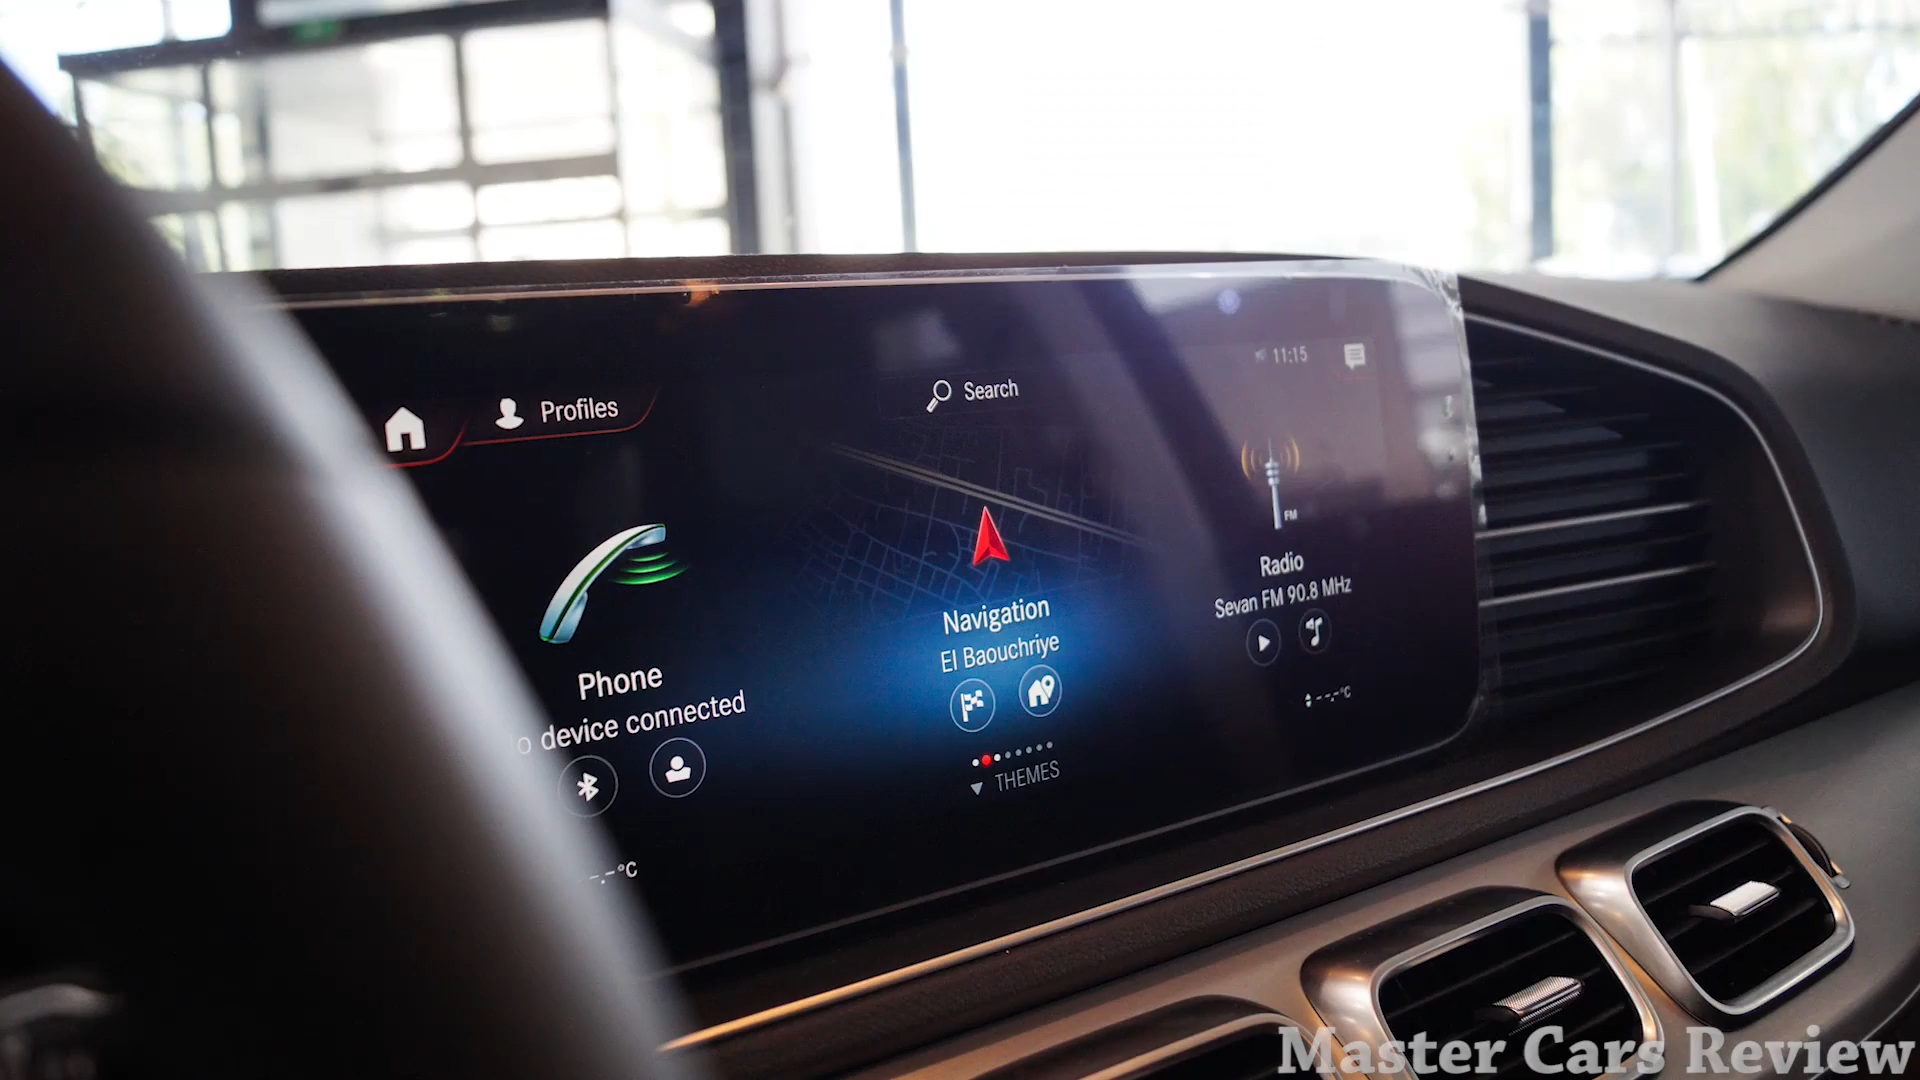 11:15
Search
Profiles
FM
Radio
Sevan FM 90.8 MHz
Navigation
El Baouchriye
Phone
device connected
--.-°C
THEMES
-.-°C
Master Cars Review